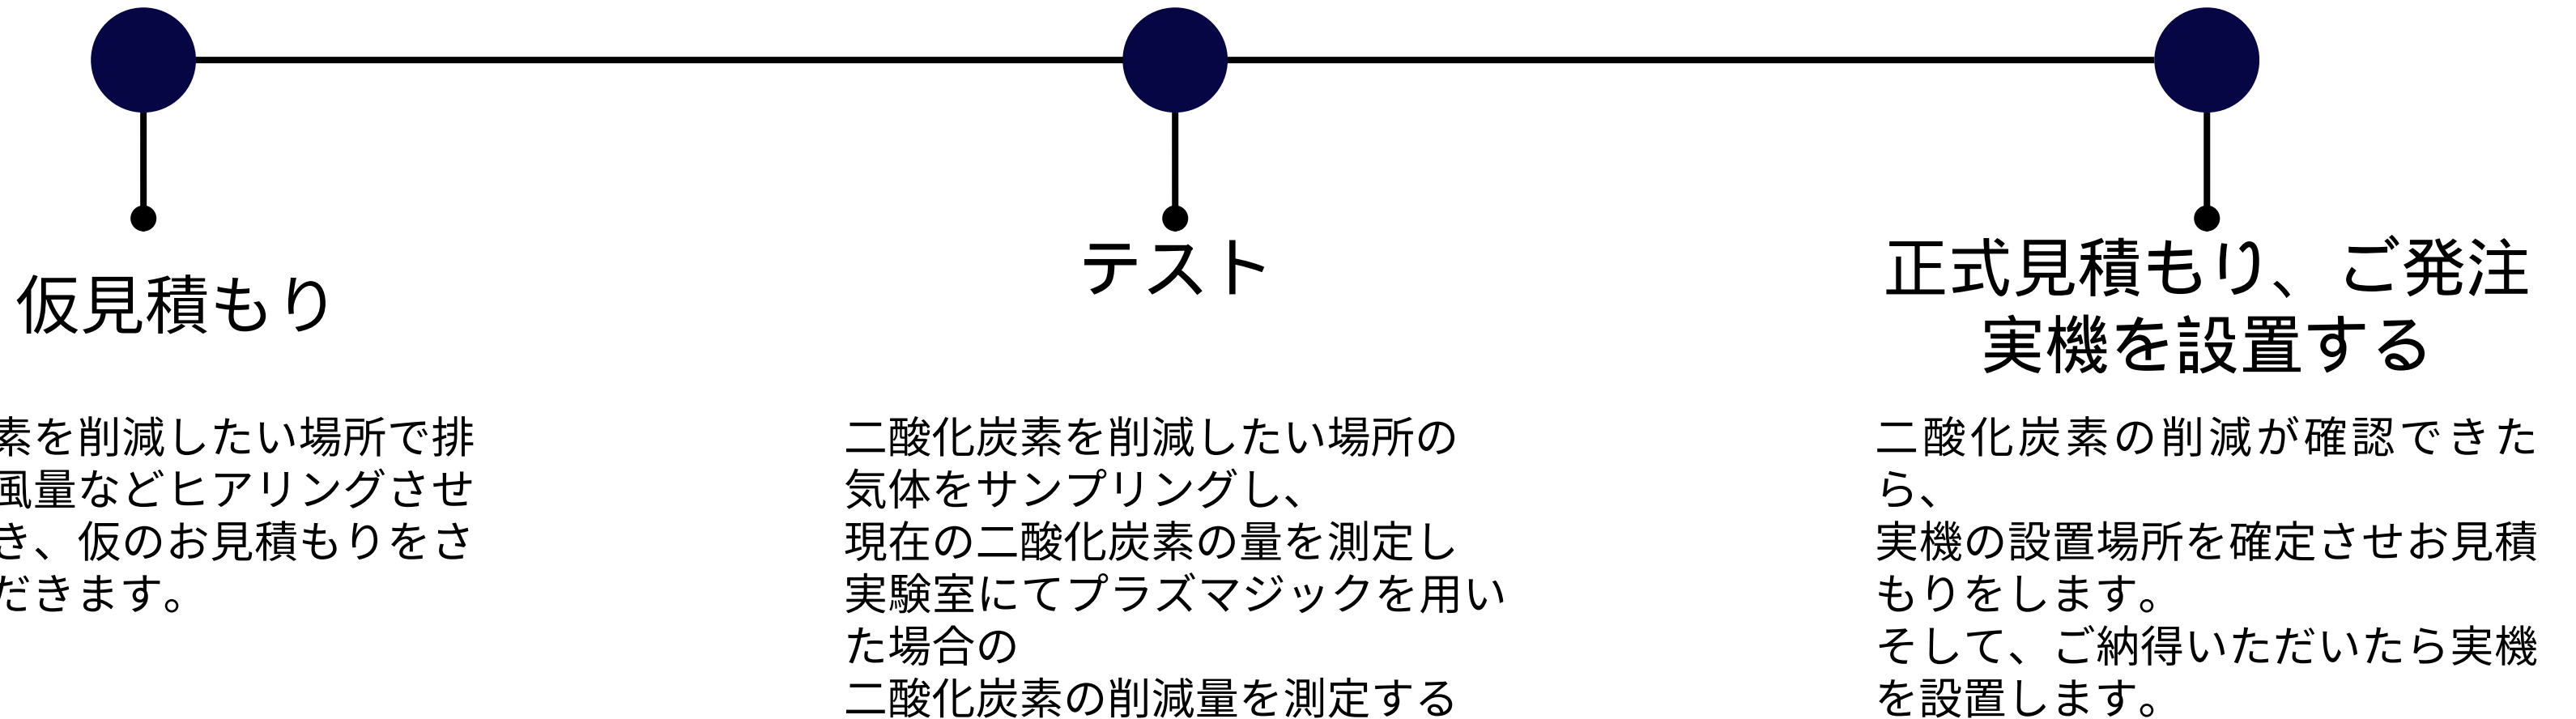 仮見積もり
素を削減したい場所で排
風量などヒアリングさせ
き、仮のお見積もりをさ
だきます。
テスト
二酸化炭素を削減したい場所の
気体をサンプリングし、
現在の二酸化炭素の量を測定し
実験室にてプラズマジックを用い
た場合の
二酸化炭素の削減量を測定する
正式見積もり、ご発注
実機を設置する
二酸化炭素の削減が確認できた
ら、
実機の設置場所を確定させお見積
もりをします。
そして、ご納得いただいたら実機
を設置します。